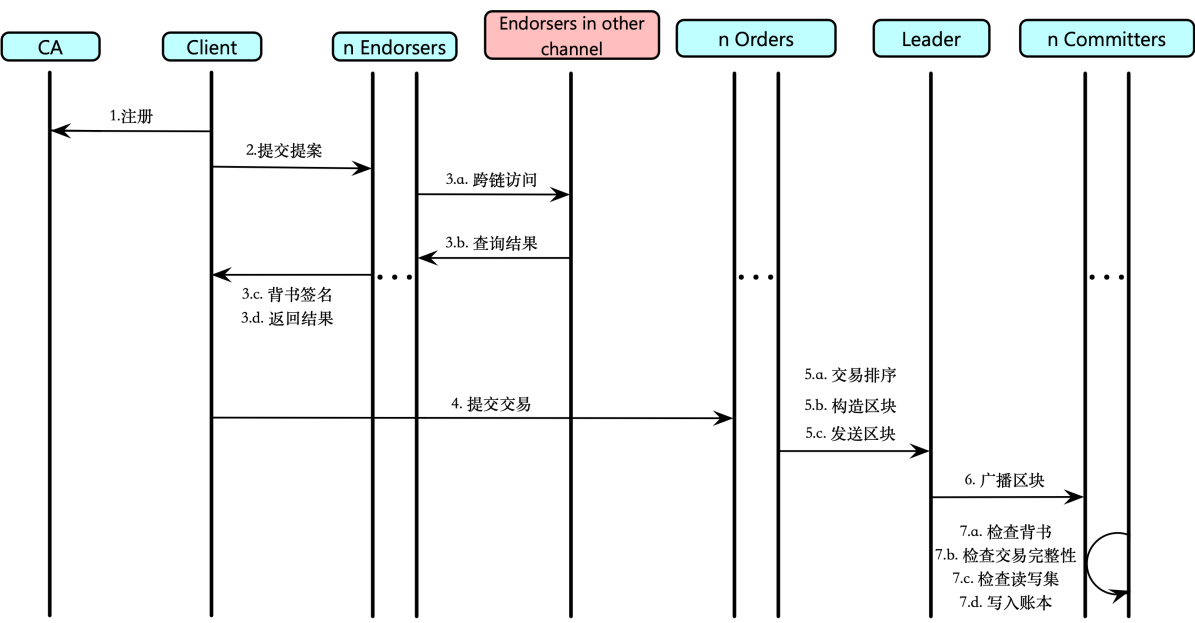 CA
Client
n Endorsers
Endorsers in other
channel
n Orders
Leader
n Committers
1.注册
2.提交提案
3.a. 跨链访问
3.b. 查询结果
3.c. 背书签名
3.d. 返回结果
4. 提交交易
5.a. 交易排序
5.b. 构造区块
5.c. 发送区块
6. 广播区块
7.a. 检查背书
7.b. 检查交易完整性
7.c. 检查读写集
7.d. 写入账本